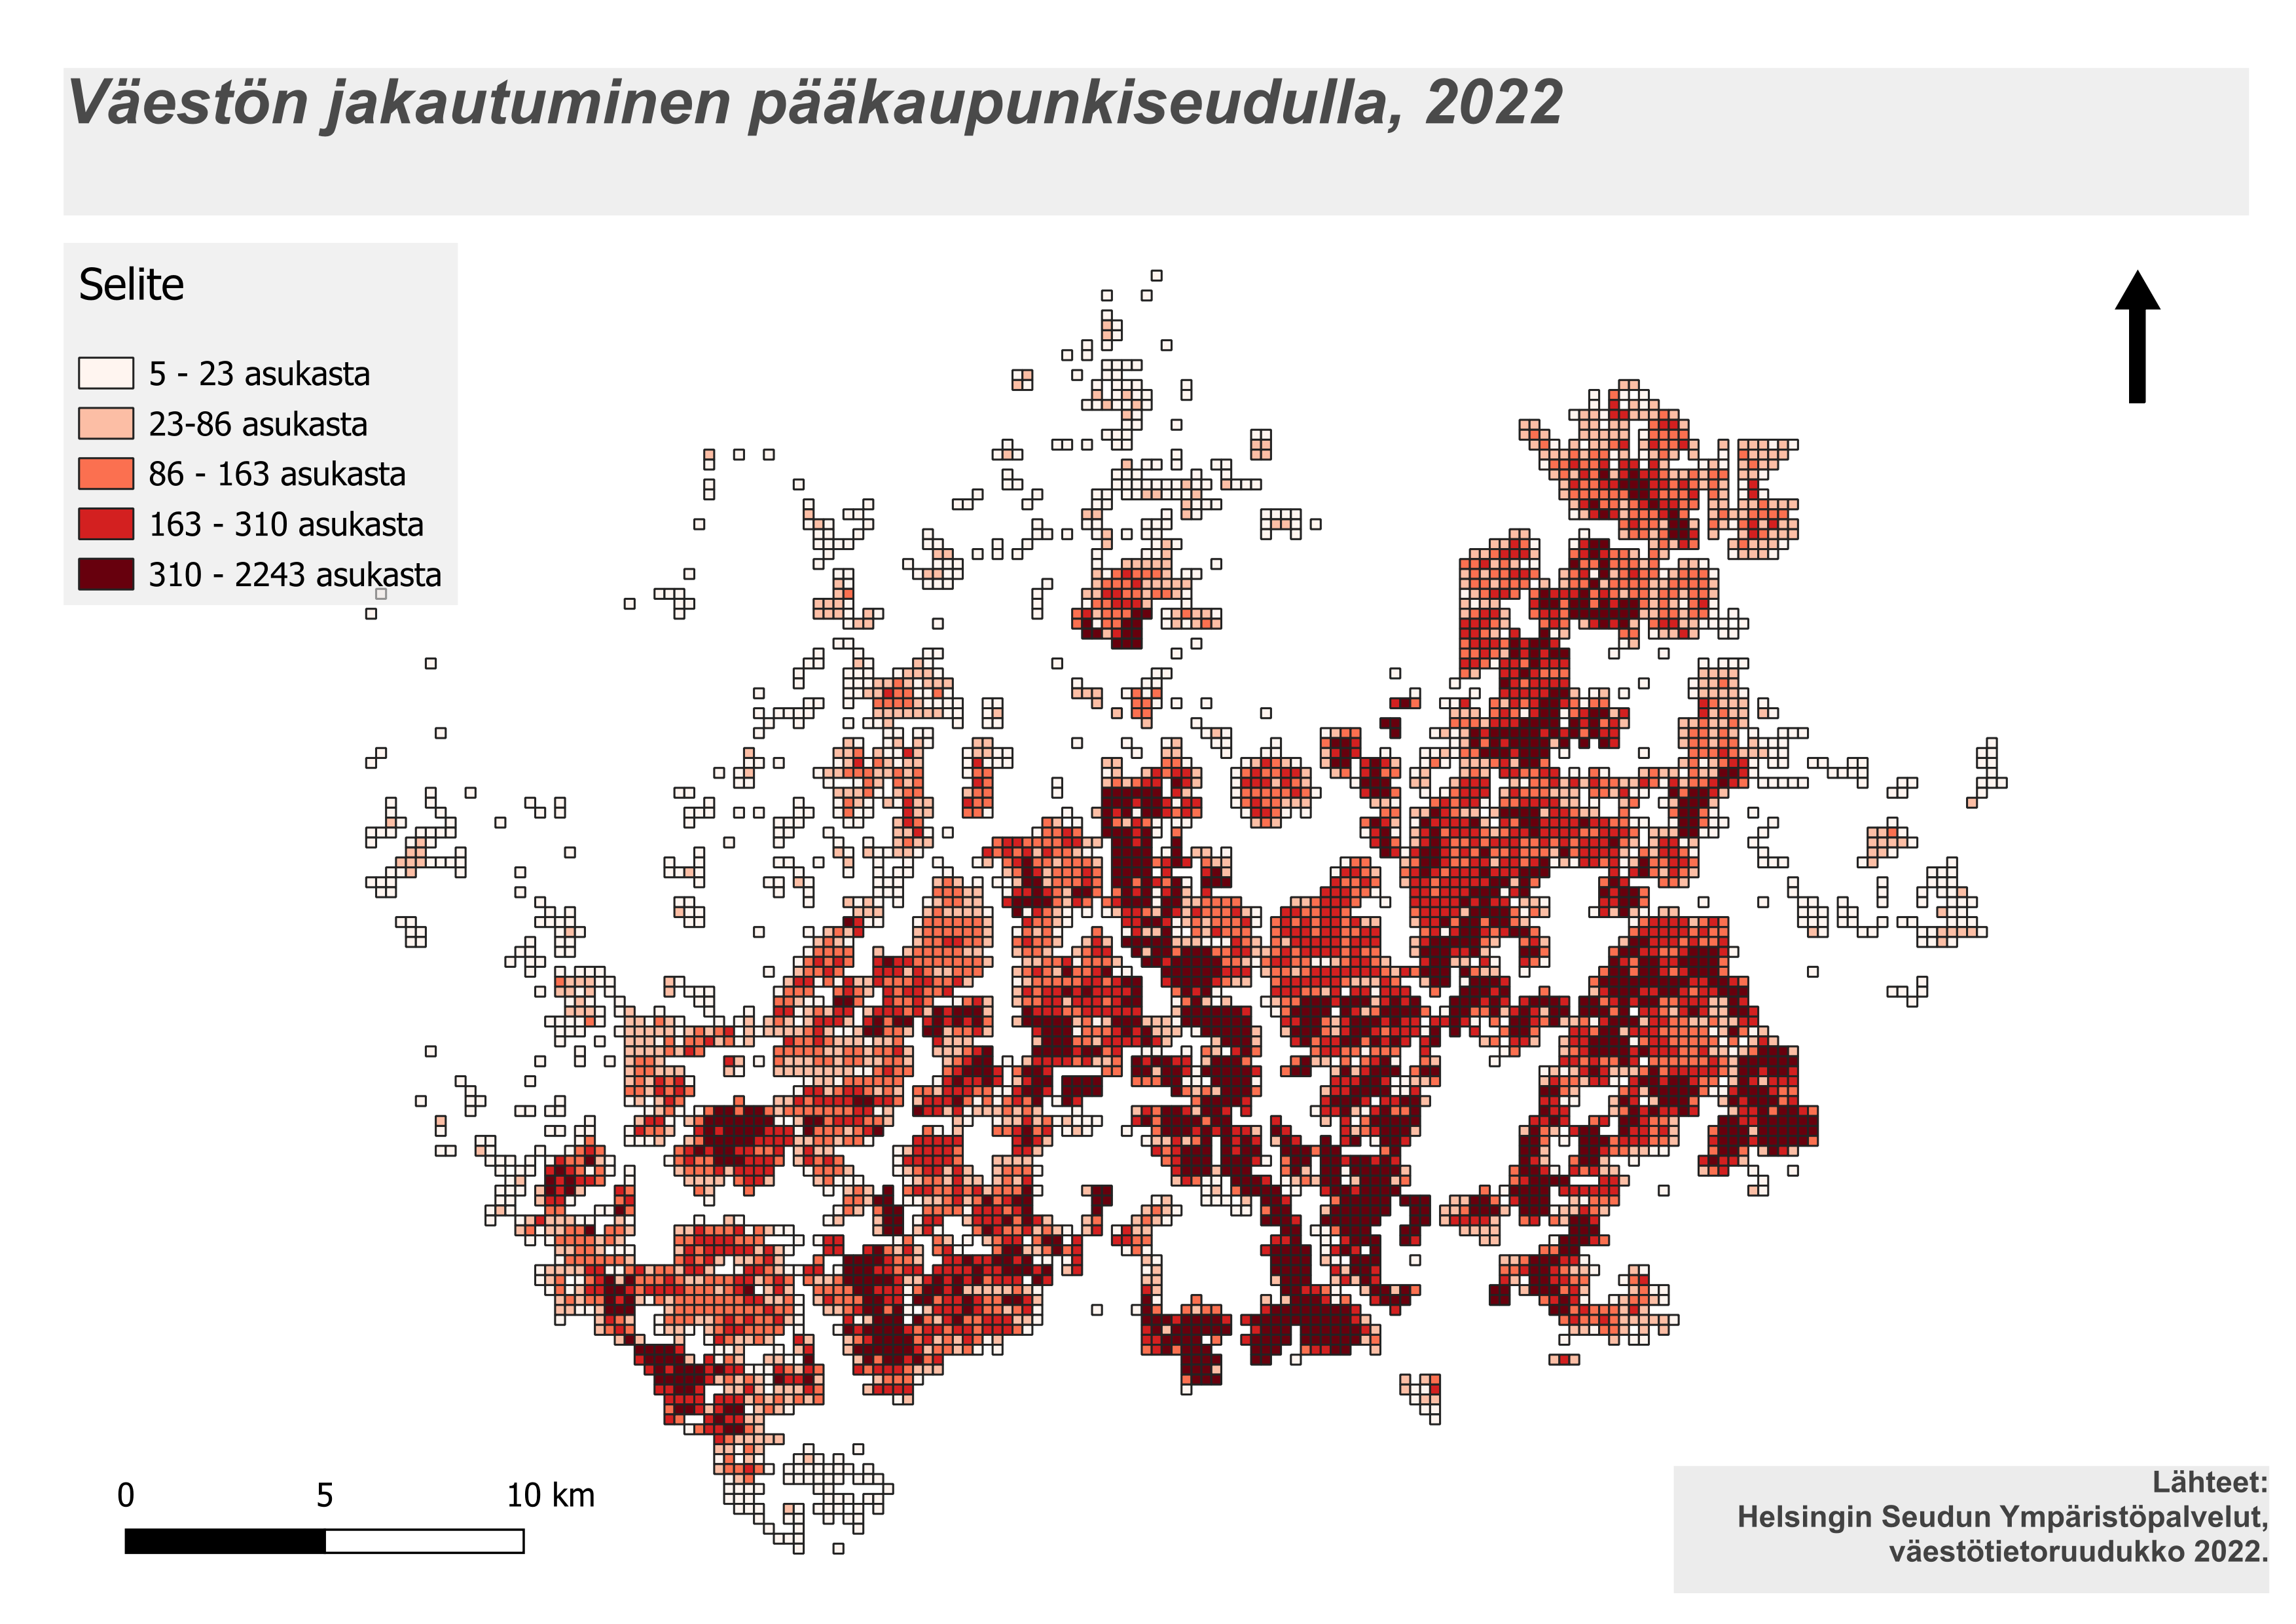 Väestön jakautuminen pääkaupunkiseudulla, 2022
Selite
5 - 23 asukasta
23-86 asukasta
86 - 163 asukasta
163 - 310 asukasta
310 - 2243 asukasta
0 5 10 km
Lähteet:
Helsingin Seudun Ympäristöpalvelut,
väestötietoruudukko 2022.